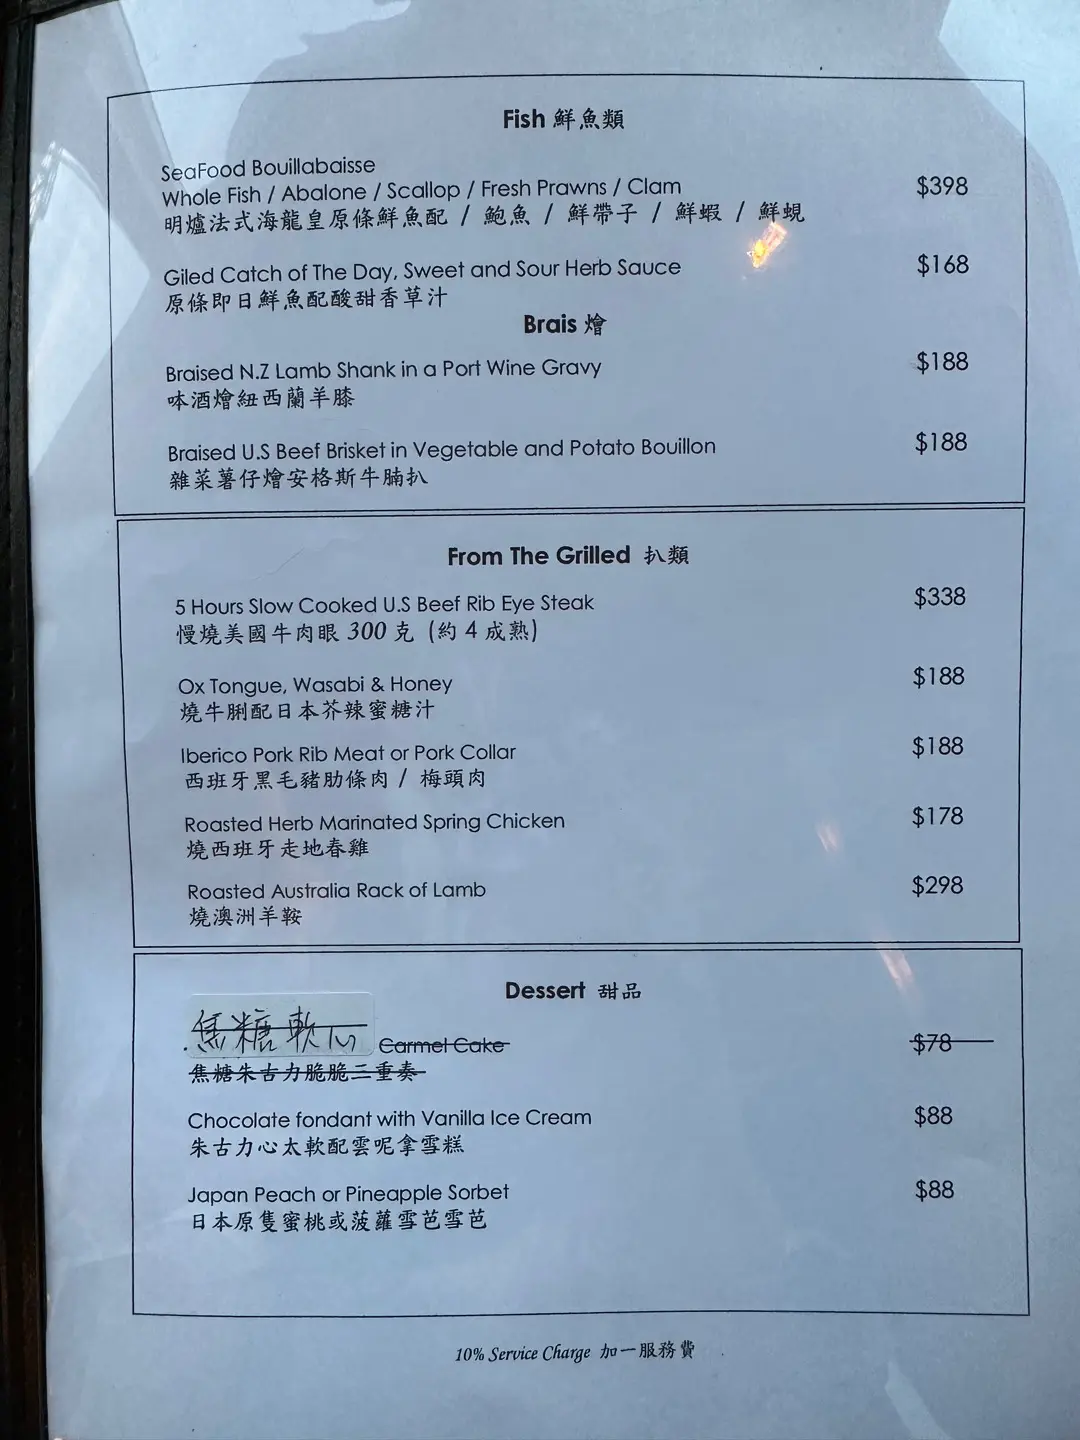 Fish 鮮魚類
SeaFood Bouillabaisse
Whole Fish / Abalone / Scallop / Fresh Prawns / Clam $398
明爐法式海龍皇原條鮮魚配 / 鮑魚 / 鮮帶子 / 鮮蝦 / 鮮蜆
Giled Catch of The Day, Sweet and Sour Herb Sauce $168
原條即日鮮魚配酸甜香草汁
Brais 燴
Braised N.Z Lamb Shank in a Port Wine Gravy $188
咊酒燴紐西蘭羊膝
Braised U.S Beef Brisket in Vegetable and Potato Bouillon $188
雜菜薯仔燴安格斯牛腩扒
From The Grilled 扒類
5 Hours Slow Cooked U.S Beef Rib Eye Steak $338
慢燒美國牛肉眼 300 克 (約 4 成熟)
Ox Tongue, Wasabi & Honey $188
燒牛脷配日本芥辣蜜糖汁
Iberico Pork Rib Meat or Pork Collar $188
西班牙黑毛豬肋條肉 / 梅頭肉
Roasted Herb Marinated Spring Chicken $178
燒西班牙走地春雞
Roasted Australia Rack of Lamb $298
燒澳洲羊鞍
Dessert 甜品
焦糖軟心 Carmel Cake $78
焦糖朱古力脆脆三重奏
Chocolate fondant with Vanilla Ice Cream $88
朱古力心太軟配雲呢拿雪糕
Japan Peach or Pineapple Sorbet $88
日本原隻蜜桃或菠蘿雪芭雪芭
10% Service Charge 加一服務費